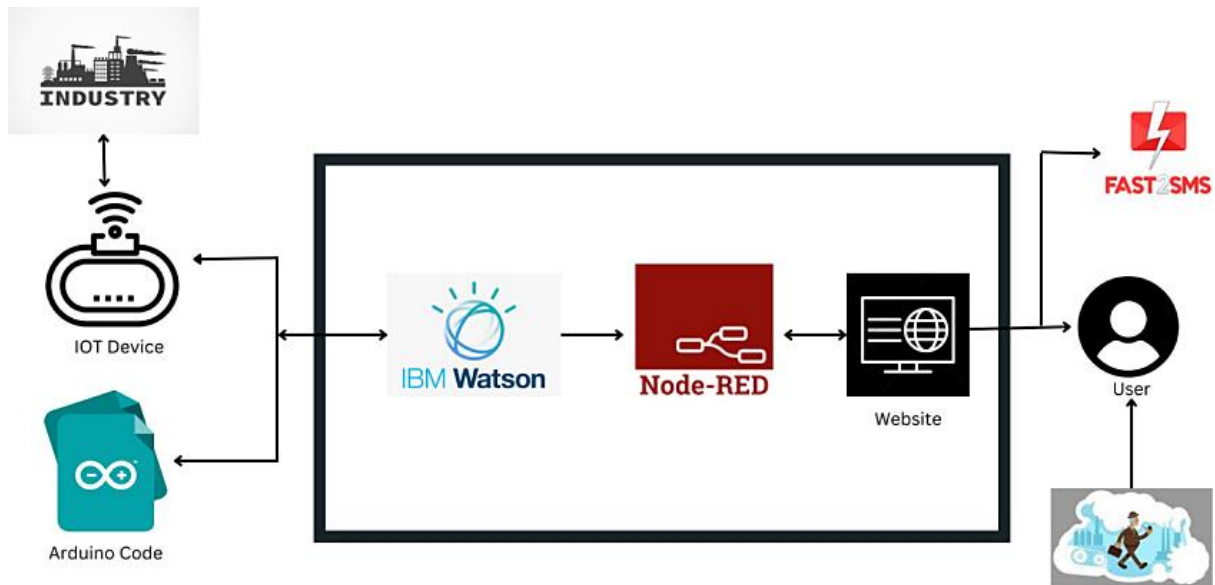 INDUSTRY
IOT Device
Arduino Code
IBM Watson
Node-RED
Website
FAST2SMS
User